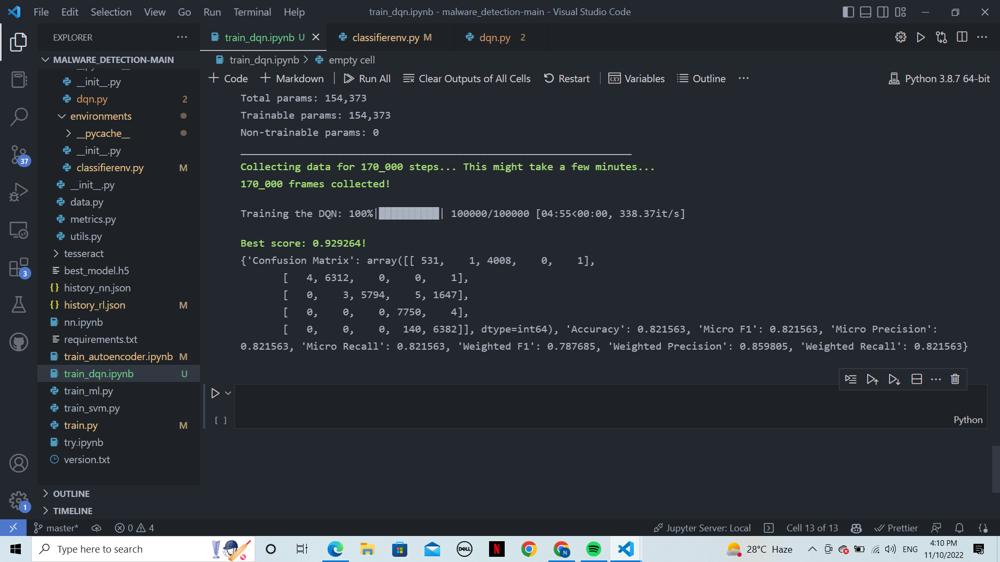 File Edit Selection View Go Run Terminal Help
train_dqn.ipynb - malware_detection-main - Visual Studio Code
EXPLORER
train_dqn.ipynb U
classifierenv.py M
dqn.py 2
MALWARE_DETECTION-MAIN
train_dqn.ipynb > empty cell
+ Code + Markdown Run All Clear Outputs of All Cells Restart Variables Outline ...
Python 3.8.7 64-bit
__init__.py
dqn.py 2
environments
__pycache__
__init__.py
classifierenv.py M
__init__.py
data.py
metrics.py
utils.py
tesseract
best_model.h5
history_nn.json
history_rl.json M
nn.ipynb
requirements.txt
train_autoencoder.ipynb M
train_dqn.ipynb U
train_ml.py
train_svm.py
train.py M
try.ipynb
version.txt
OUTLINE
TIMELINE
37
3
1
Total params: 154,373
Trainable params: 154,373
Non-trainable params: 0
_________________________________________________________________
Collecting data for 170_000 steps... This might take a few minutes...
170_000 frames collected!
Training the DQN: 100%|██████████| 100000/100000 [04:55<00:00, 338.37it/s]
Best score: 0.929264!
{'Confusion Matrix': array([[ 531,    1, 4008,    0,    1],
[   4, 6312,    0,    0,    1],
[   0,    3, 5794,    5, 1647],
[   0,    0,    0, 7750,    4],
[   0,    0,    0,  140, 6382]], dtype=int64), 'Accuracy': 0.821563, 'Micro F1': 0.821563, 'Micro Precision':
0.821563, 'Micro Recall': 0.821563, 'Weighted F1': 0.787685, 'Weighted Precision': 0.859805, 'Weighted Recall': 0.821563}
[ ]
Python
master* 0 4
Jupyter Server: Local Cell 13 of 13 Prettier
Type here to search
DELL
N
N
28°C Haze
ENG
4:10 PM
11/10/2022